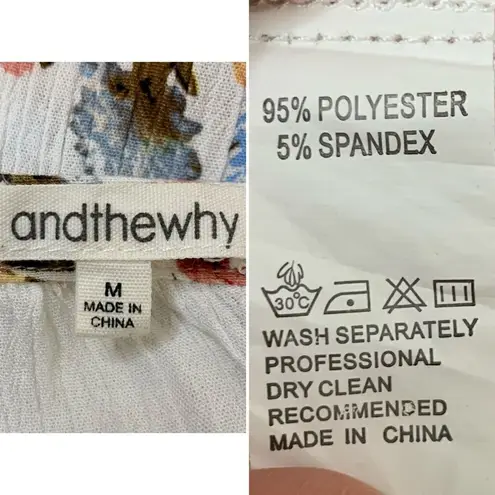 andthewhy
M
MADE IN
CHINA
95% POLYESTER
5% SPANDEX
30°C
WASH SEPARATELY
PROFESSIONAL
DRY CLEAN
RECOMMENDED
MADE IN CHINA